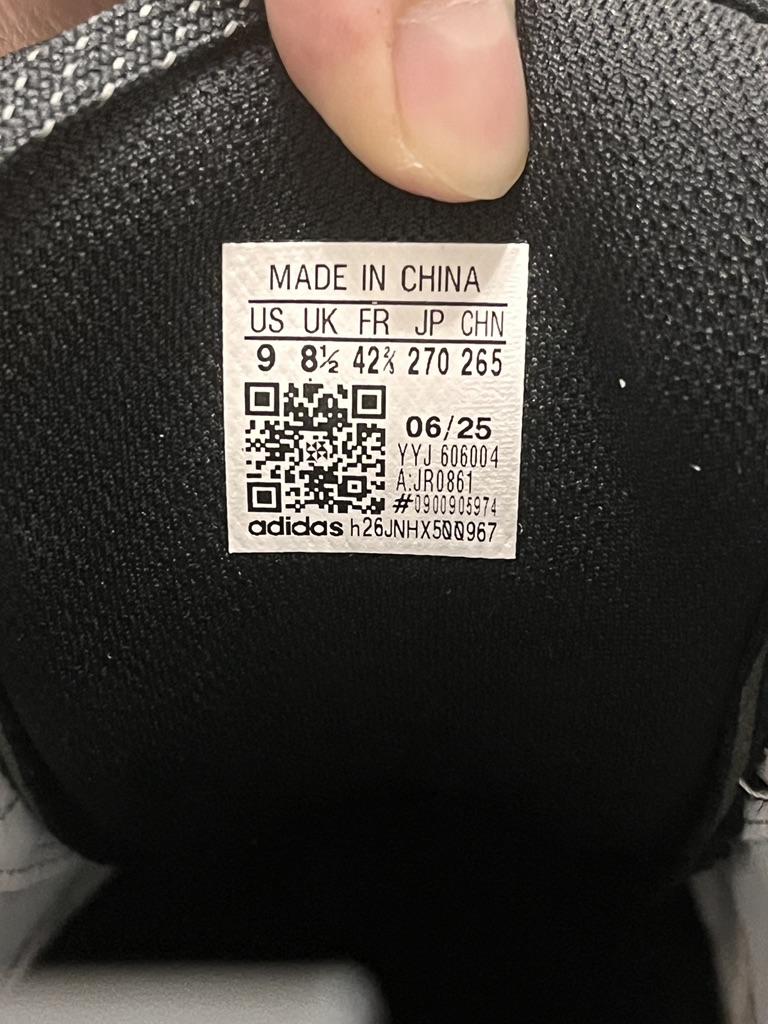 MADE IN CHINA
US UK FR JP CHN
9 8½ 42⅔ 270 265
06/25
YYJ 606004
A:JR0861
#0900905974
adidas h26JNHX500967